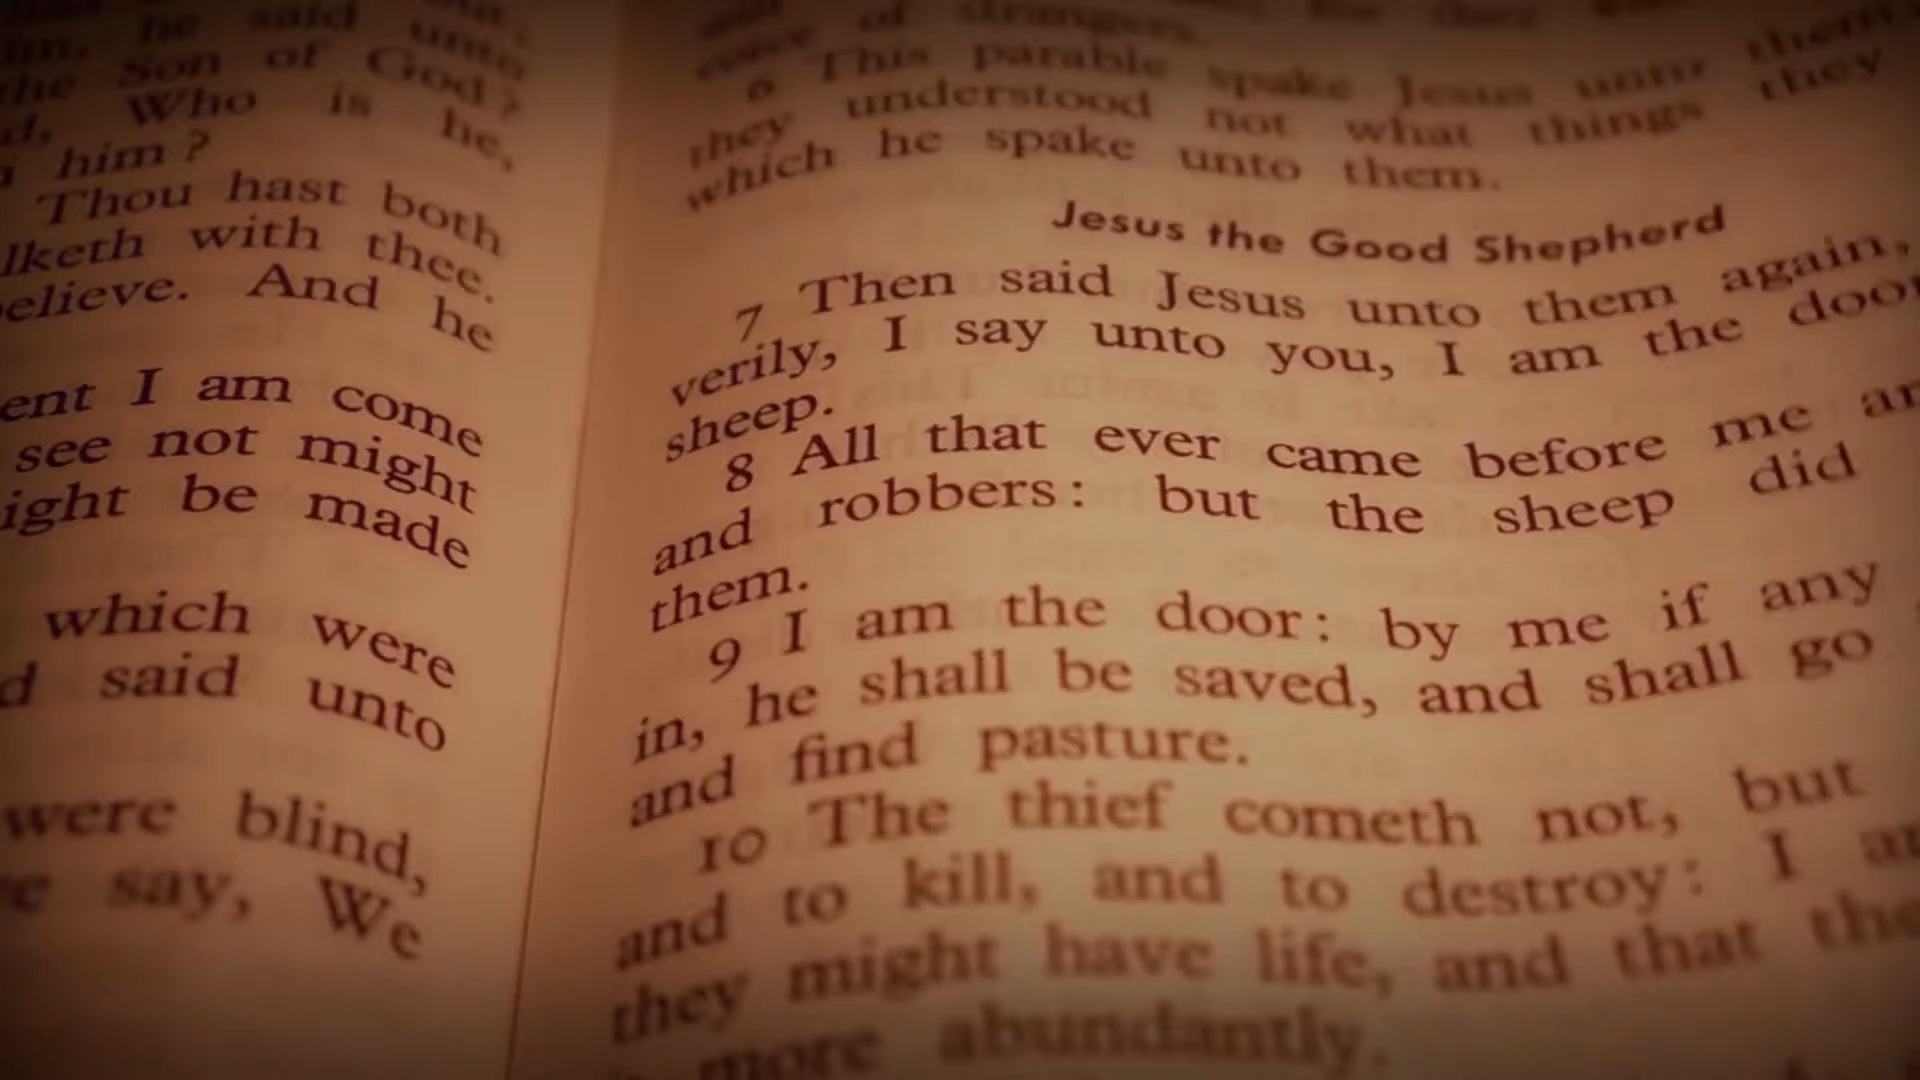 he said unto
the Son of God?
Who is he,
him?
Thou hast both
lketh with thee.
elieve. And he
ent I am come
see not might
ight be made
which were
d said unto
were blind,
e say, We
of strangers.
6 This parable spake Jesus unto them
they understood not what things they
which he spake unto them.
Jesus the Good Shepherd
7 Then said Jesus unto them again,
verily, I say unto you, I am the door
sheep.
8 All that ever came before me ar
and robbers: but the sheep did
them.
9 I am the door: by me if any
in, he shall be saved, and shall go
and find pasture.
10 The thief cometh not, but
and to kill, and to destroy: I a
they might have life, and that the
more abundantly.